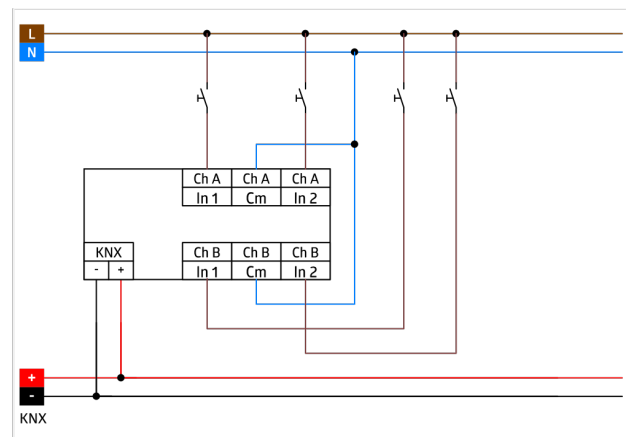 L
N
Ch A Ch A Ch A
In 1 Cm In 2
KNX
- +
Ch B Ch B Ch B
In 1 Cm In 2
+
-
KNX